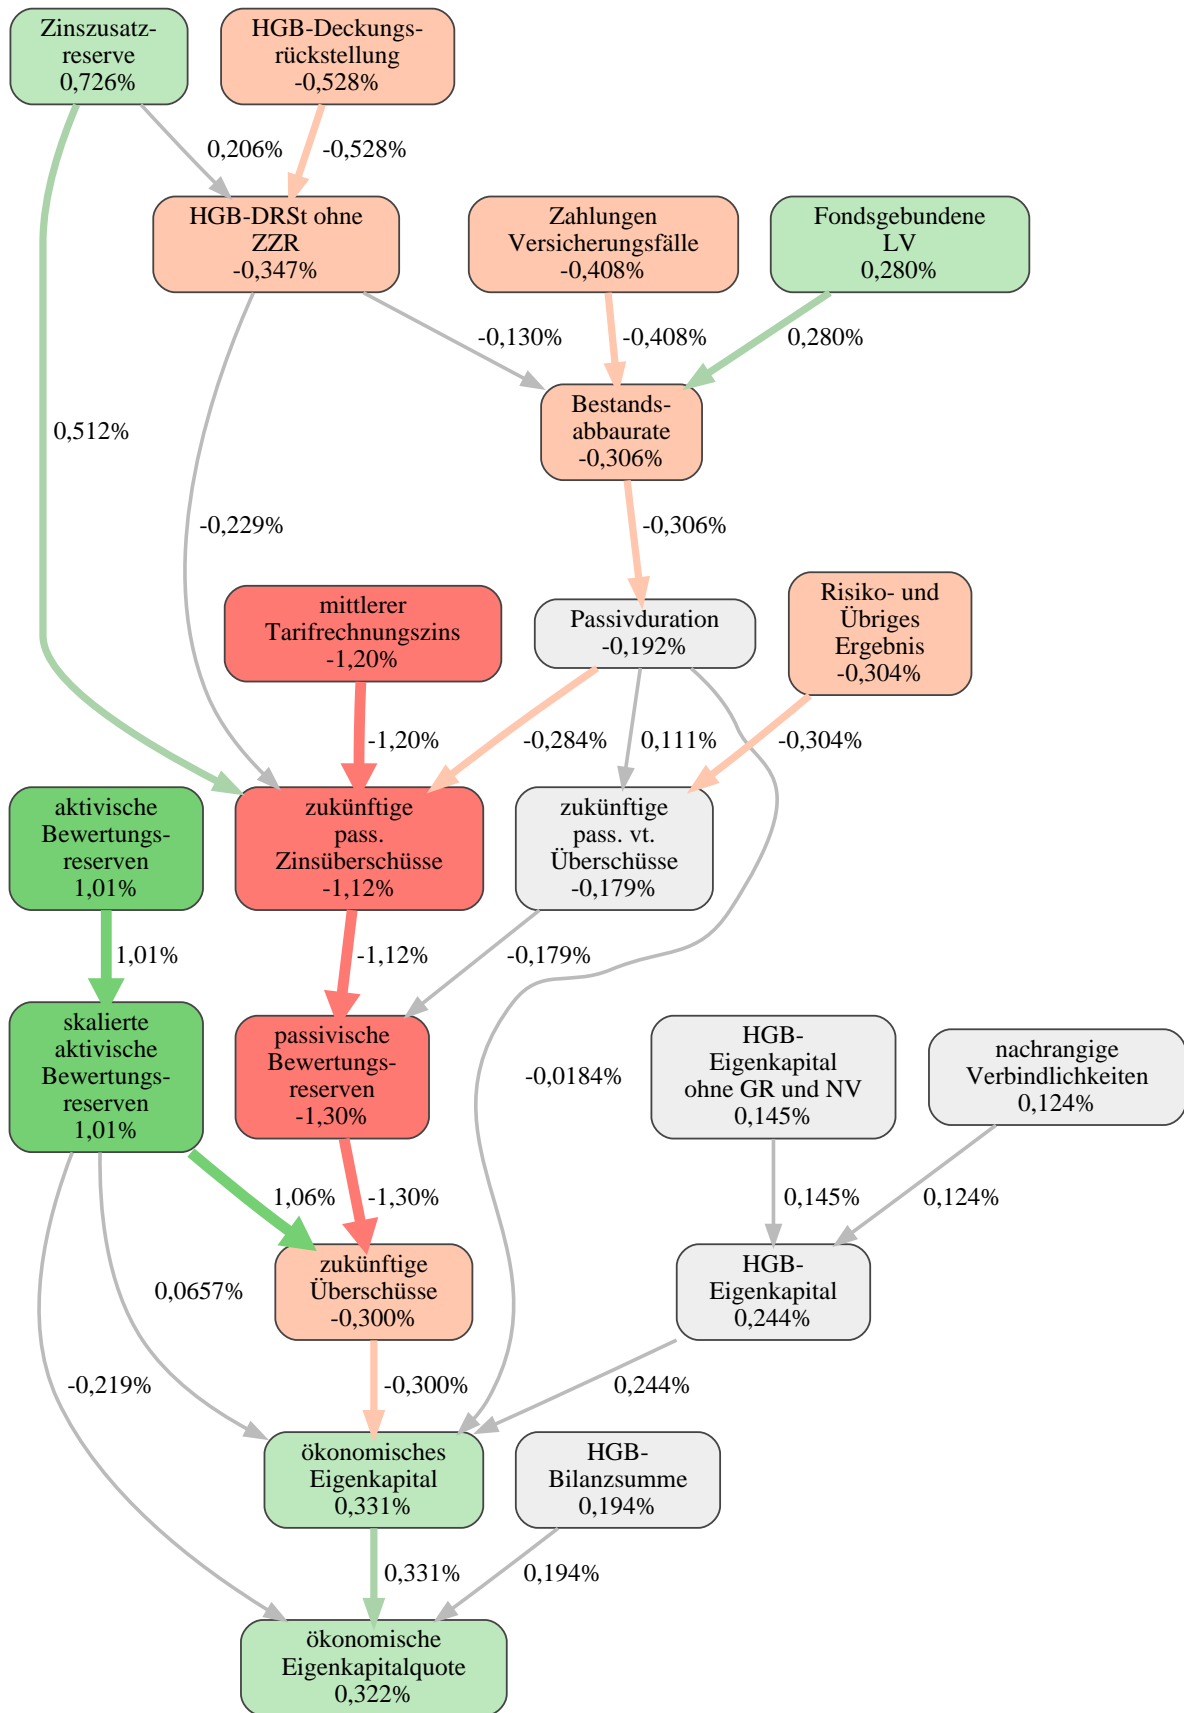 Zinszusatz-
reserve
0,726%
HGB-Deckungs-
rückstellung
-0,528%
0,206%
-0,528%
HGB-DRSt ohne
ZZR
-0,347%
Zahlungen
Versicherungsfälle
-0,408%
Fondsgebundene
LV
0,280%
-0,130%
-0,408%
0,280%
Bestands-
abbaurate
-0,306%
0,512%
-0,229%
-0,306%
mittlerer
Tarifrechnungszins
-1,20%
Passivduration
-0,192%
Risiko- und
Übriges
Ergebnis
-0,304%
-1,20%
-0,284%
0,111%
-0,304%
aktivische
Bewertungs-
reserven
1,01%
zukünftige
pass.
Zinsüberschüsse
-1,12%
zukünftige
pass. vt.
Überschüsse
-0,179%
1,01%
-1,12%
-0,179%
skalierte
aktivische
Bewertungs-
reserven
1,01%
passivische
Bewertungs-
reserven
-1,30%
-0,0184%
HGB-
Eigenkapital
ohne GR und NV
0,145%
nachrangige
Verbindlichkeiten
0,124%
1,06%
-1,30%
0,145%
0,124%
zukünftige
Überschüsse
-0,300%
HGB-
Eigenkapital
0,244%
0,0657%
-0,219%
-0,300%
0,244%
ökonomisches
Eigenkapital
0,331%
HGB-
Bilanzsumme
0,194%
0,331%
0,194%
ökonomische
Eigenkapitalquote
0,322%